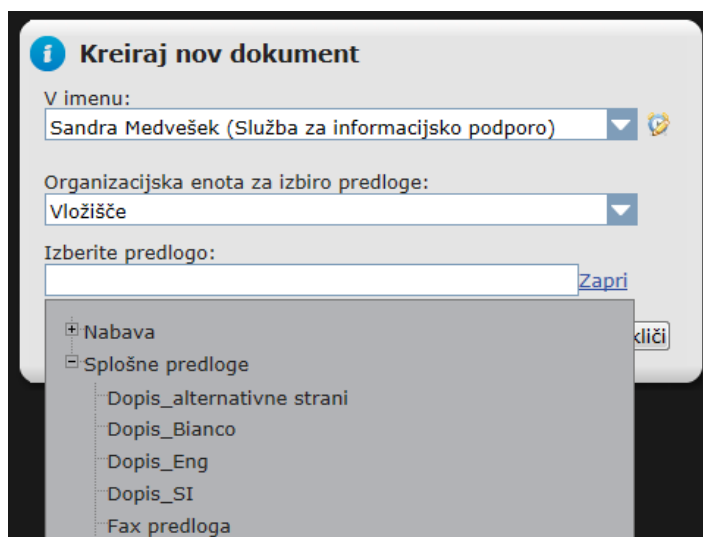 Kreiraj nov dokument
V imenu:
Sandra Medvešek (Služba za informacijsko podporo)
Organizacijska enota za izbiro predloge:
Vložišče
Izberite predlogo:
Zapri
Nabava
kliči
Splošne predloge
Dopis_alternativne strani
Dopis_Bianco
Dopis_Eng
Dopis_SI
Fax predloga